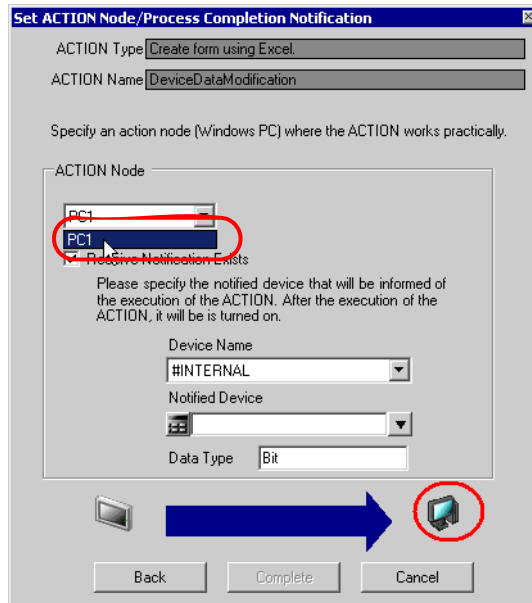 Set ACTION Node/Process Completion Notification
ACTION Type Create form using Excel.
ACTION Name DeviceDataModification
Specify an action node (Windows PC) where the ACTION works practically.
ACTION Node
PC1
PC1
Receive Notification Exists
Please specify the notified device that will be informed of
the execution of the ACTION. After the execution of the
ACTION, it will be is turned on.
Device Name
#INTERNAL
Notified Device
Data Type Bit
Back Complete Cancel